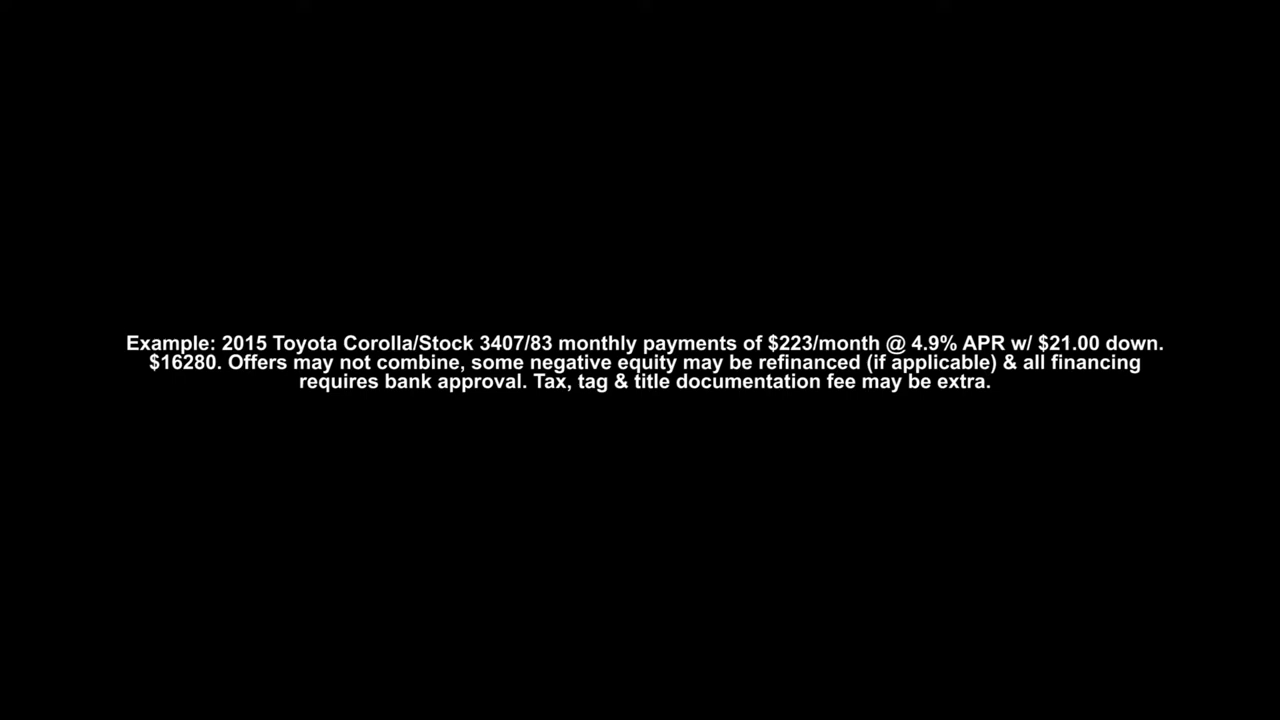 Example: 2015 Toyota Corolla/Stock 3407/83 monthly payments of $223/month @ 4.9% APR w/ $21.00 down.
$16280. Offers may not combine, some negative equity may be refinanced (if applicable) & all financing
requires bank approval. Tax, tag & title documentation fee may be extra.